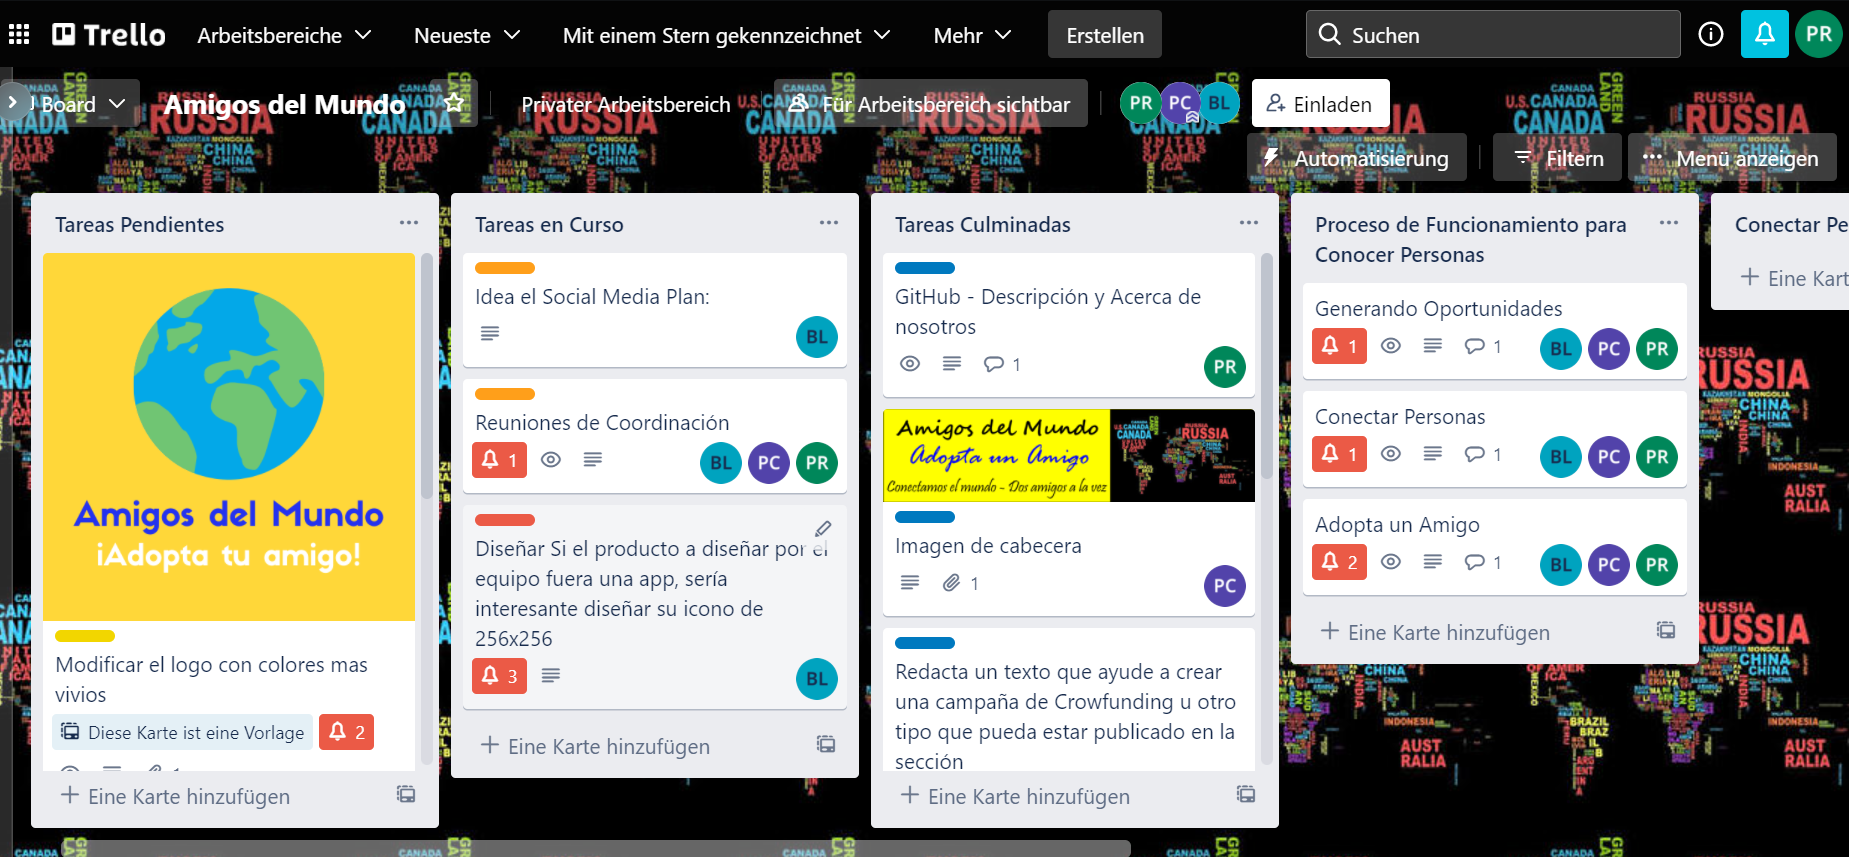 Trello
Arbeitsbereiche
Neueste
Mit einem Stern gekennzeichnet
Mehr
Erstellen
Suchen
PR
Board
Amigos del Mundo
Privater Arbeitsbereich
Für Arbeitsbereich sichtbar
PR
PC
BL
Einladen
Automatisierung
Filtern
Menü anzeigen
Tareas Pendientes
Amigos del Mundo
¡Adopta tu amigo!
Modificar el logo con colores mas
vivios
Diese Karte ist eine Vorlage
2
Eine Karte hinzufügen
Tareas en Curso
Idea el Social Media Plan:
BL
Reuniones de Coordinación
1
BL
PC
PR
Diseñar Si el producto a diseñar por el
equipo fuera una app, sería
interesante diseñar su icono de
256x256
3
BL
Eine Karte hinzufügen
Tareas Culminadas
GitHub - Descripción y Acerca de
nosotros
1
PR
Amigos del Mundo
Adopta un Amigo
Conectamos el mundo - Dos amigos a la vez
Imagen de cabecera
1
PC
Redacta un texto que ayude a crear
una campaña de Crowfunding u otro
tipo que pueda estar publicado en la
sección
Eine Karte hinzufügen
Proceso de Funcionamiento para
Conocer Personas
Generando Oportunidades
1
1
BL
PC
PR
Conectar Personas
1
1
BL
PC
PR
Adopta un Amigo
2
1
BL
PC
PR
Eine Karte hinzufügen
Conectar Pe
Eine Kart
RUSSIA
CANADA
CHINA
INDONESIA
AUST
RALIA
BRAZIL